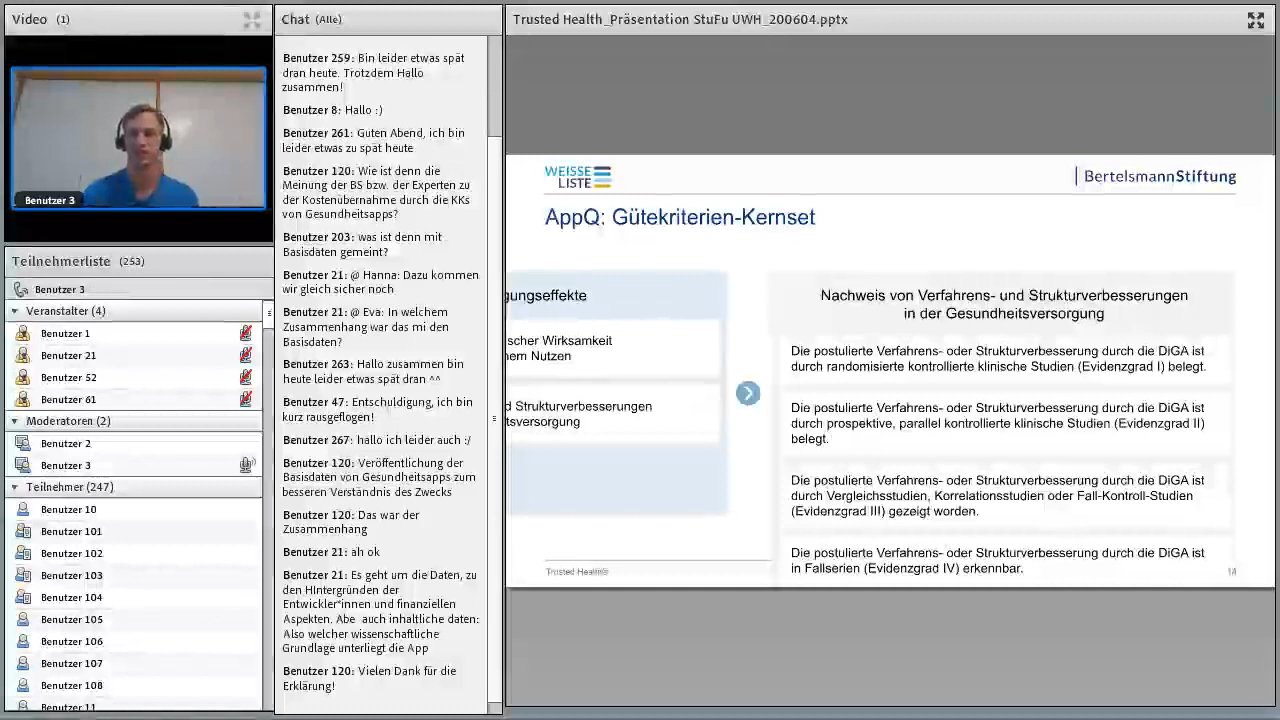 Video (1)
Benutzer 3
Teilnehmerliste (253)
Benutzer 3
Veranstalter (4)
Benutzer 1
Benutzer 21
Benutzer 52
Benutzer 61
Moderatoren (2)
Benutzer 2
Benutzer 3
Teilnehmer (247)
Benutzer 10
Benutzer 101
Benutzer 102
Benutzer 103
Benutzer 104
Benutzer 105
Benutzer 106
Benutzer 107
Benutzer 108
Benutzer 11
Chat (Alle)
Benutzer 259: Bin leider etwas spät
dran heute. Trotzdem Hallo
zusammen!
Benutzer 8: Hallo :)
Benutzer 261: Guten Abend, ich bin
leider etwas zu spät heute
Benutzer 120: Wie ist denn die
Meinung der BS bzw. der Experten zu
der Kostenübernahme durch die KKs
von Gesundheitsapps?
Benutzer 203: was ist denn mit
Basisdaten gemeint?
Benutzer 21: @ Hanna: Dazu kommen
wir gleich sicher noch
Benutzer 21: @ Eva: In welchem
Zusammenhang war das mi den
Basisdaten?
Benutzer 263: Hallo zusammen bin
heute leider etwas spät dran ^^
Benutzer 47: Entschuldigung, ich bin
kurz rausgeflogen!
Benutzer 267: hallo ich leider auch :/
Benutzer 120: Veröffentlichung der
Basisdaten von Gesundheitsapps zum
besseren Verständnis des Zwecks
Benutzer 120: Das war der
Zusammenhang
Benutzer 21: ah ok
Benutzer 21: Es geht um die Daten, zu
den HIntergründen der
Entwickler*innen und finanziellen
Aspekten. Abe auch inhaltliche daten:
Also welcher wissenschaftliche
Grundlage unterliegt die App
Benutzer 120: Vielen Dank für die
Erklärung!
Trusted Health_Präsentation StuFu UWH_200604.pptx
WEISSE
LISTE
BertelsmannStiftung
AppQ: Gütekriterien-Kernset
gungseffekte
scher Wirksamkeit
em Nutzen
d Strukturverbesserungen
tsversorgung
Nachweis von Verfahrens- und Strukturverbesserungen
in der Gesundheitsversorgung
Die postulierte Verfahrens- oder Strukturverbesserung durch die DiGA ist
durch randomisierte kontrollierte klinische Studien (Evidenzgrad I) belegt.
Die postulierte Verfahrens- oder Strukturverbesserung durch die DiGA ist
durch prospektive, parallel kontrollierte klinische Studien (Evidenzgrad II)
belegt.
Die postulierte Verfahrens- oder Strukturverbesserung durch die DiGA ist
durch Vergleichsstudien, Korrelationsstudien oder Fall-Kontroll-Studien
(Evidenzgrad III) gezeigt worden.
Die postulierte Verfahrens- oder Strukturverbesserung durch die DiGA ist
in Fallserien (Evidenzgrad IV) erkennbar.
Trusted Health®
14